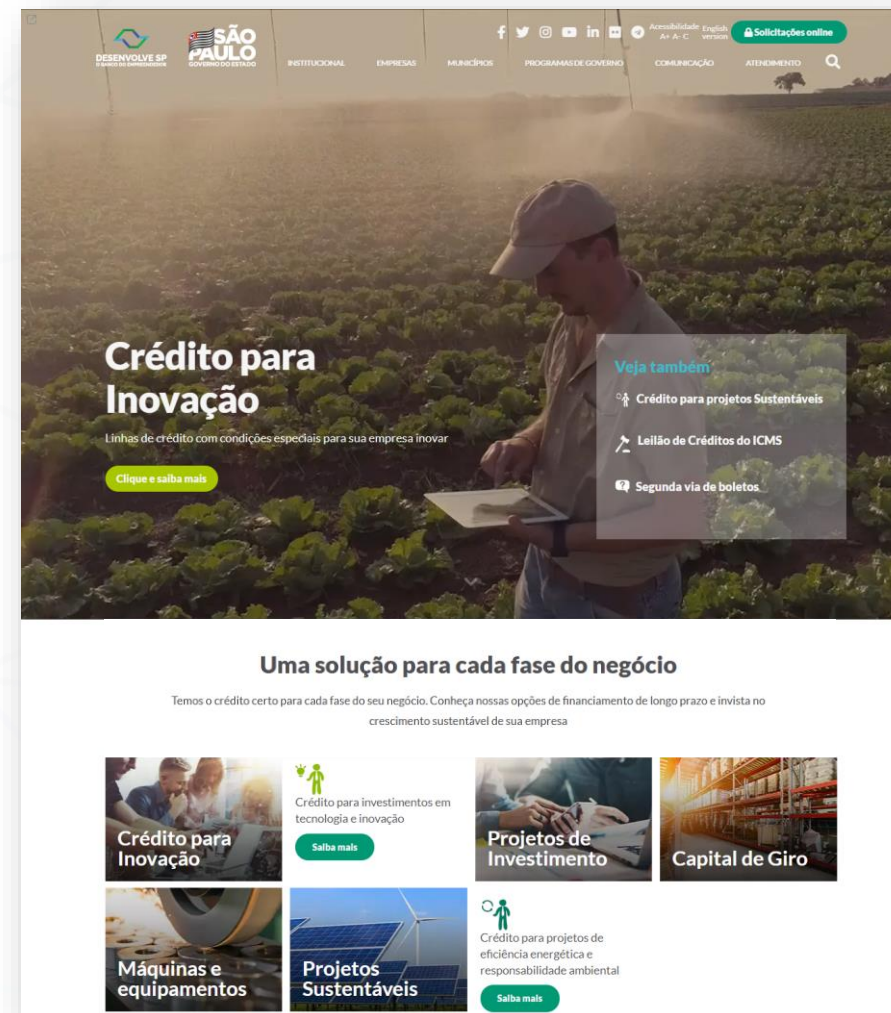 Acessibilidade
A+ A- C
English
version
Solicitações online
DESENVOLVE SP
O BANCO DO EMPREENDEDOR
SÃO
PAULO
GOVERNO DO ESTADO
INSTITUCIONAL
EMPRESAS
MUNICÍPIOS
PROGRAMAS DE GOVERNO
COMUNICAÇÃO
ATENDIMENTO
Crédito para
Inovação
Linhas de crédito com condições especiais para sua empresa inovar
Clique e saiba mais
Veja também
Crédito para projetos Sustentáveis
Leilão de Créditos do ICMS
Segunda via de boletos
Uma solução para cada fase do negócio
Temos o crédito certo para cada fase do seu negócio. Conheça nossas opções de financiamento de longo prazo e invista no
crescimento sustentável de sua empresa
Crédito para
Inovação
Crédito para investimentos em
tecnologia e inovação
Saiba mais
Projetos de
Investimento
Capital de Giro
Máquinas e
equipamentos
Projetos
Sustentáveis
Crédito para projetos de
eficiência energética e
responsabilidade ambiental
Saiba mais